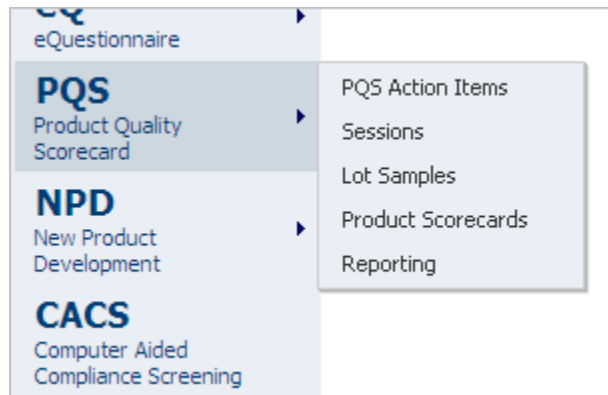 eQuestionnaire
PQS
Product Quality
Scorecard
NPD
New Product
Development
CACS
Computer Aided
Compliance Screening
PQS Action Items
Sessions
Lot Samples
Product Scorecards
Reporting